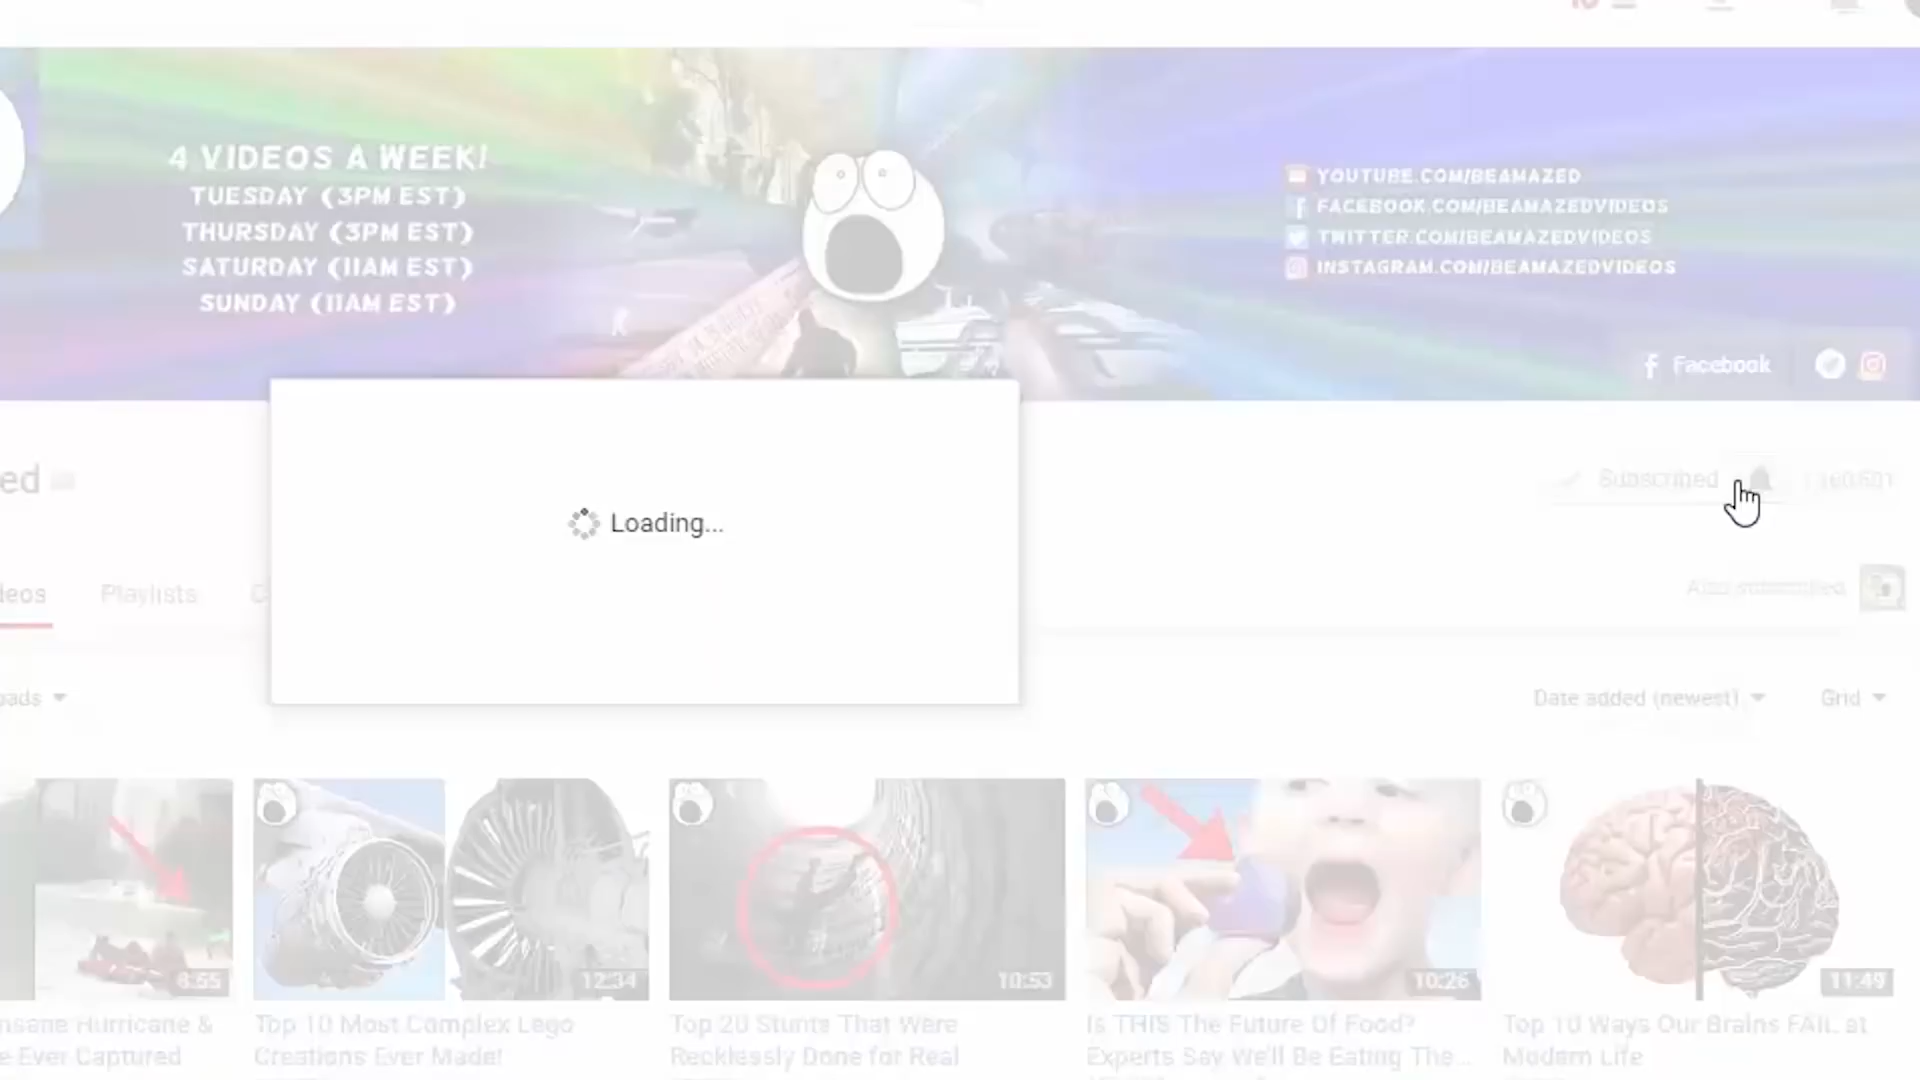 4 VIDEOS A WEEK!
TUESDAY (3PM EST)
THURSDAY (3PM EST)
SATURDAY (11AM EST)
SUNDAY (11AM EST)
YOUTUBE.COM/BEAMAZED
FACEBOOK.COM/BEAMAZEDVIDEOS
TWITTER.COM/BEAMAZEDVIDEOS
INSTAGRAM.COM/BEAMAZEDVIDEOS
f Facebook
ed
Subscribed
Loading...
deos Playlists C
Also subscribed
oads
Date added (newest) Grid
8:55
12:34
10:53
10:26
11:49
nsane Hurricane &
e Ever Captured
Top 10 Most Complex Lego
Creations Ever Made!
Top 20 Stunts That Were
Recklessly Done for Real
Is THIS The Future Of Food?
Experts Say We'll Be Eating The...
Top 10 Ways Our Brains FAIL at
Modern Life